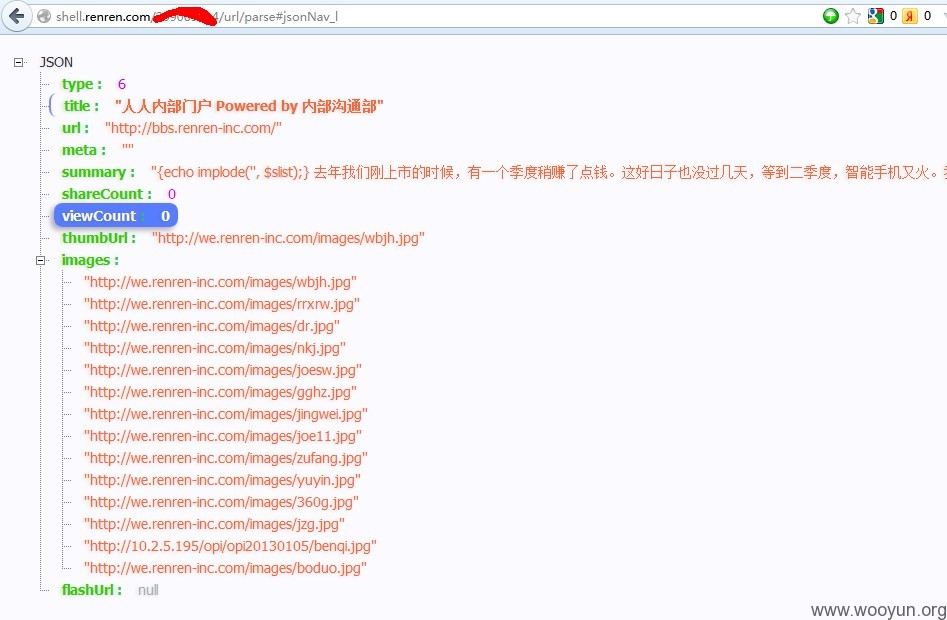 shell.renren.com/ 4/url/parse#jsonNav_l
0
0
JSON
type : 6
title : "人人内部门户 Powered by 内部沟通部"
url : "http://bbs.renren-inc.com/"
meta : ""
summary : "{echo implode('', $slist);} 去年我们刚上市的时候，有一个季度稍赚了点钱。这好日子也没过几天，等到二季度，智能手机又火。
shareCount : 0
viewCount : 0
thumbUrl : "http://we.renren-inc.com/images/wbjh.jpg"
images :
"http://we.renren-inc.com/images/wbjh.jpg"
"http://we.renren-inc.com/images/rrxrw.jpg"
"http://we.renren-inc.com/images/dr.jpg"
"http://we.renren-inc.com/images/nkj.jpg"
"http://we.renren-inc.com/images/joesw.jpg"
"http://we.renren-inc.com/images/gghz.jpg"
"http://we.renren-inc.com/images/jingwei.jpg"
"http://we.renren-inc.com/images/joe11.jpg"
"http://we.renren-inc.com/images/zufang.jpg"
"http://we.renren-inc.com/images/yuyin.jpg"
"http://we.renren-inc.com/images/360g.jpg"
"http://we.renren-inc.com/images/jzg.jpg"
"http://10.2.5.195/opi/opi20130105/benqi.jpg"
"http://we.renren-inc.com/images/boduo.jpg"
flashUrl : null
www.wooyun.org